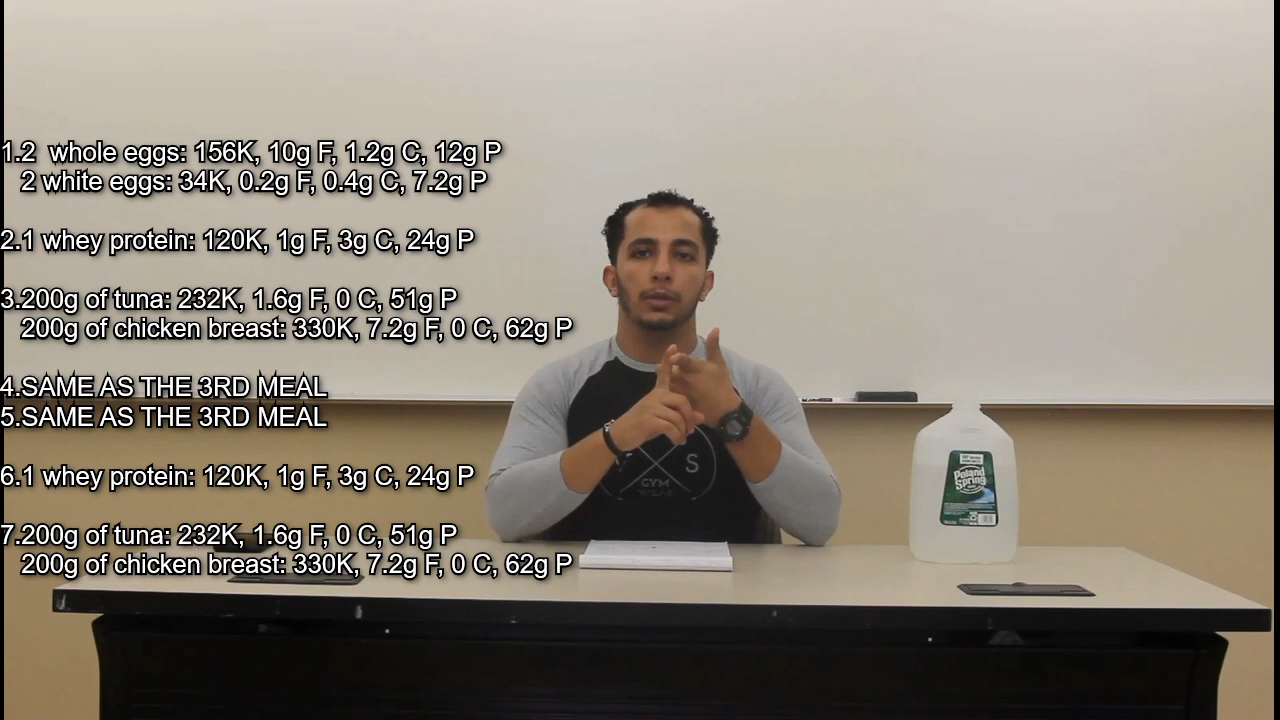 1.2  whole eggs: 156K, 10g F, 1.2g C, 12g P
2 white eggs: 34K, 0.2g F, 0.4g C, 7.2g P
2.1 whey protein: 120K, 1g F, 3g C, 24g P
3.200g of tuna: 232K, 1.6g F, 0 C, 51g P
200g of chicken breast: 330K, 7.2g F, 0 C, 62g P
4.SAME AS THE 3RD MEAL
5.SAME AS THE 3RD MEAL
6.1 whey protein: 120K, 1g F, 3g C, 24g P
7.200g of tuna: 232K, 1.6g F, 0 C, 51g P
200g of chicken breast: 330K, 7.2g F, 0 C, 62g P
S
GYM
Poland
Spring